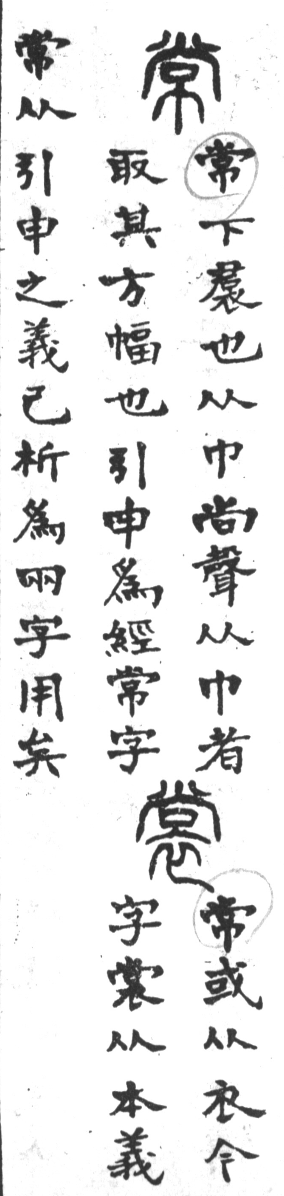 常
常下裠也从巾尚聲从巾者
取其方幅也引申爲經常字
裳
常或从衣今
字裳从本義
常从引申之義已析爲兩字用矣